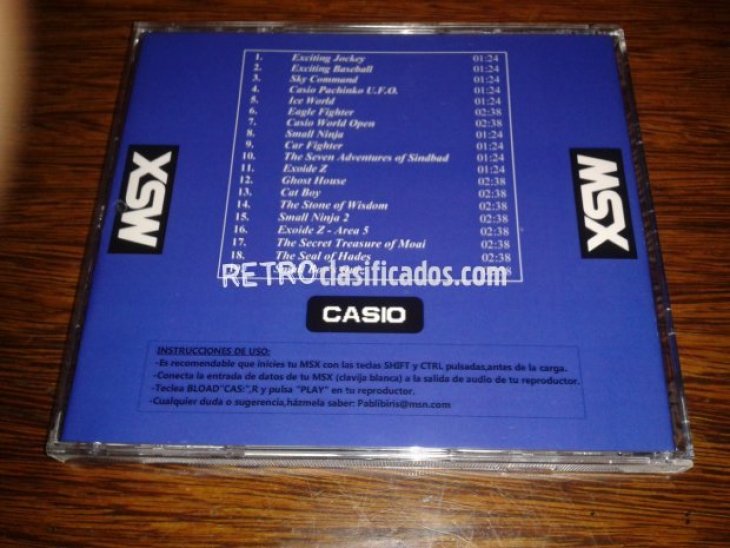 1. Exciting Jockey 01:24
2. Exciting Baseball 01:24
3. Sky Command 01:24
4. Casio Pachinko U.F.O. 01:24
5. Ice World 01:24
6. Eagle Fighter 02:38
7. Casio World Open 02:38
8. Small Ninja 01:24
9. Car Fighter 01:24
10. The Seven Adventures of Sindbad 01:24
11. Exoide Z 01:24
12. Ghost House 02:38
13. Cat Boy 02:38
14. The Stone of Wisdom 02:38
15. Small Ninja 2 02:38
16. Exoide Z - Area 5 02:38
17. The Secret Treasure of Moai 02:38
18. The Seal of Hades 02:38
RETROclasificados.com
MSX
MSX
CASIO
INSTRUCCIONES DE USO:
-Es recomendable que inicies tu MSX con las teclas SHIFT y CTRL pulsadas,antes de la carga.
-Conecta la entrada de datos de tu MSX (clavija blanca) a la salida de audio de tu reproductor.
-Teclea BLOAD"CAS:",R y pulsa "PLAY" en tu reproductor.
-Cualquier duda o sugerencia,házmela saber: Pablibiris@msn.com